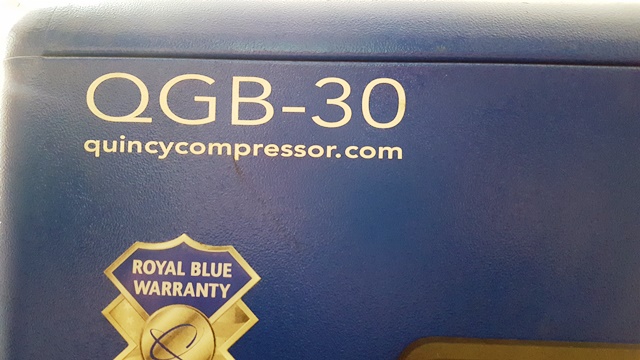 QGB-30
quincycompressor.com
ROYAL BLUE
WARRANTY